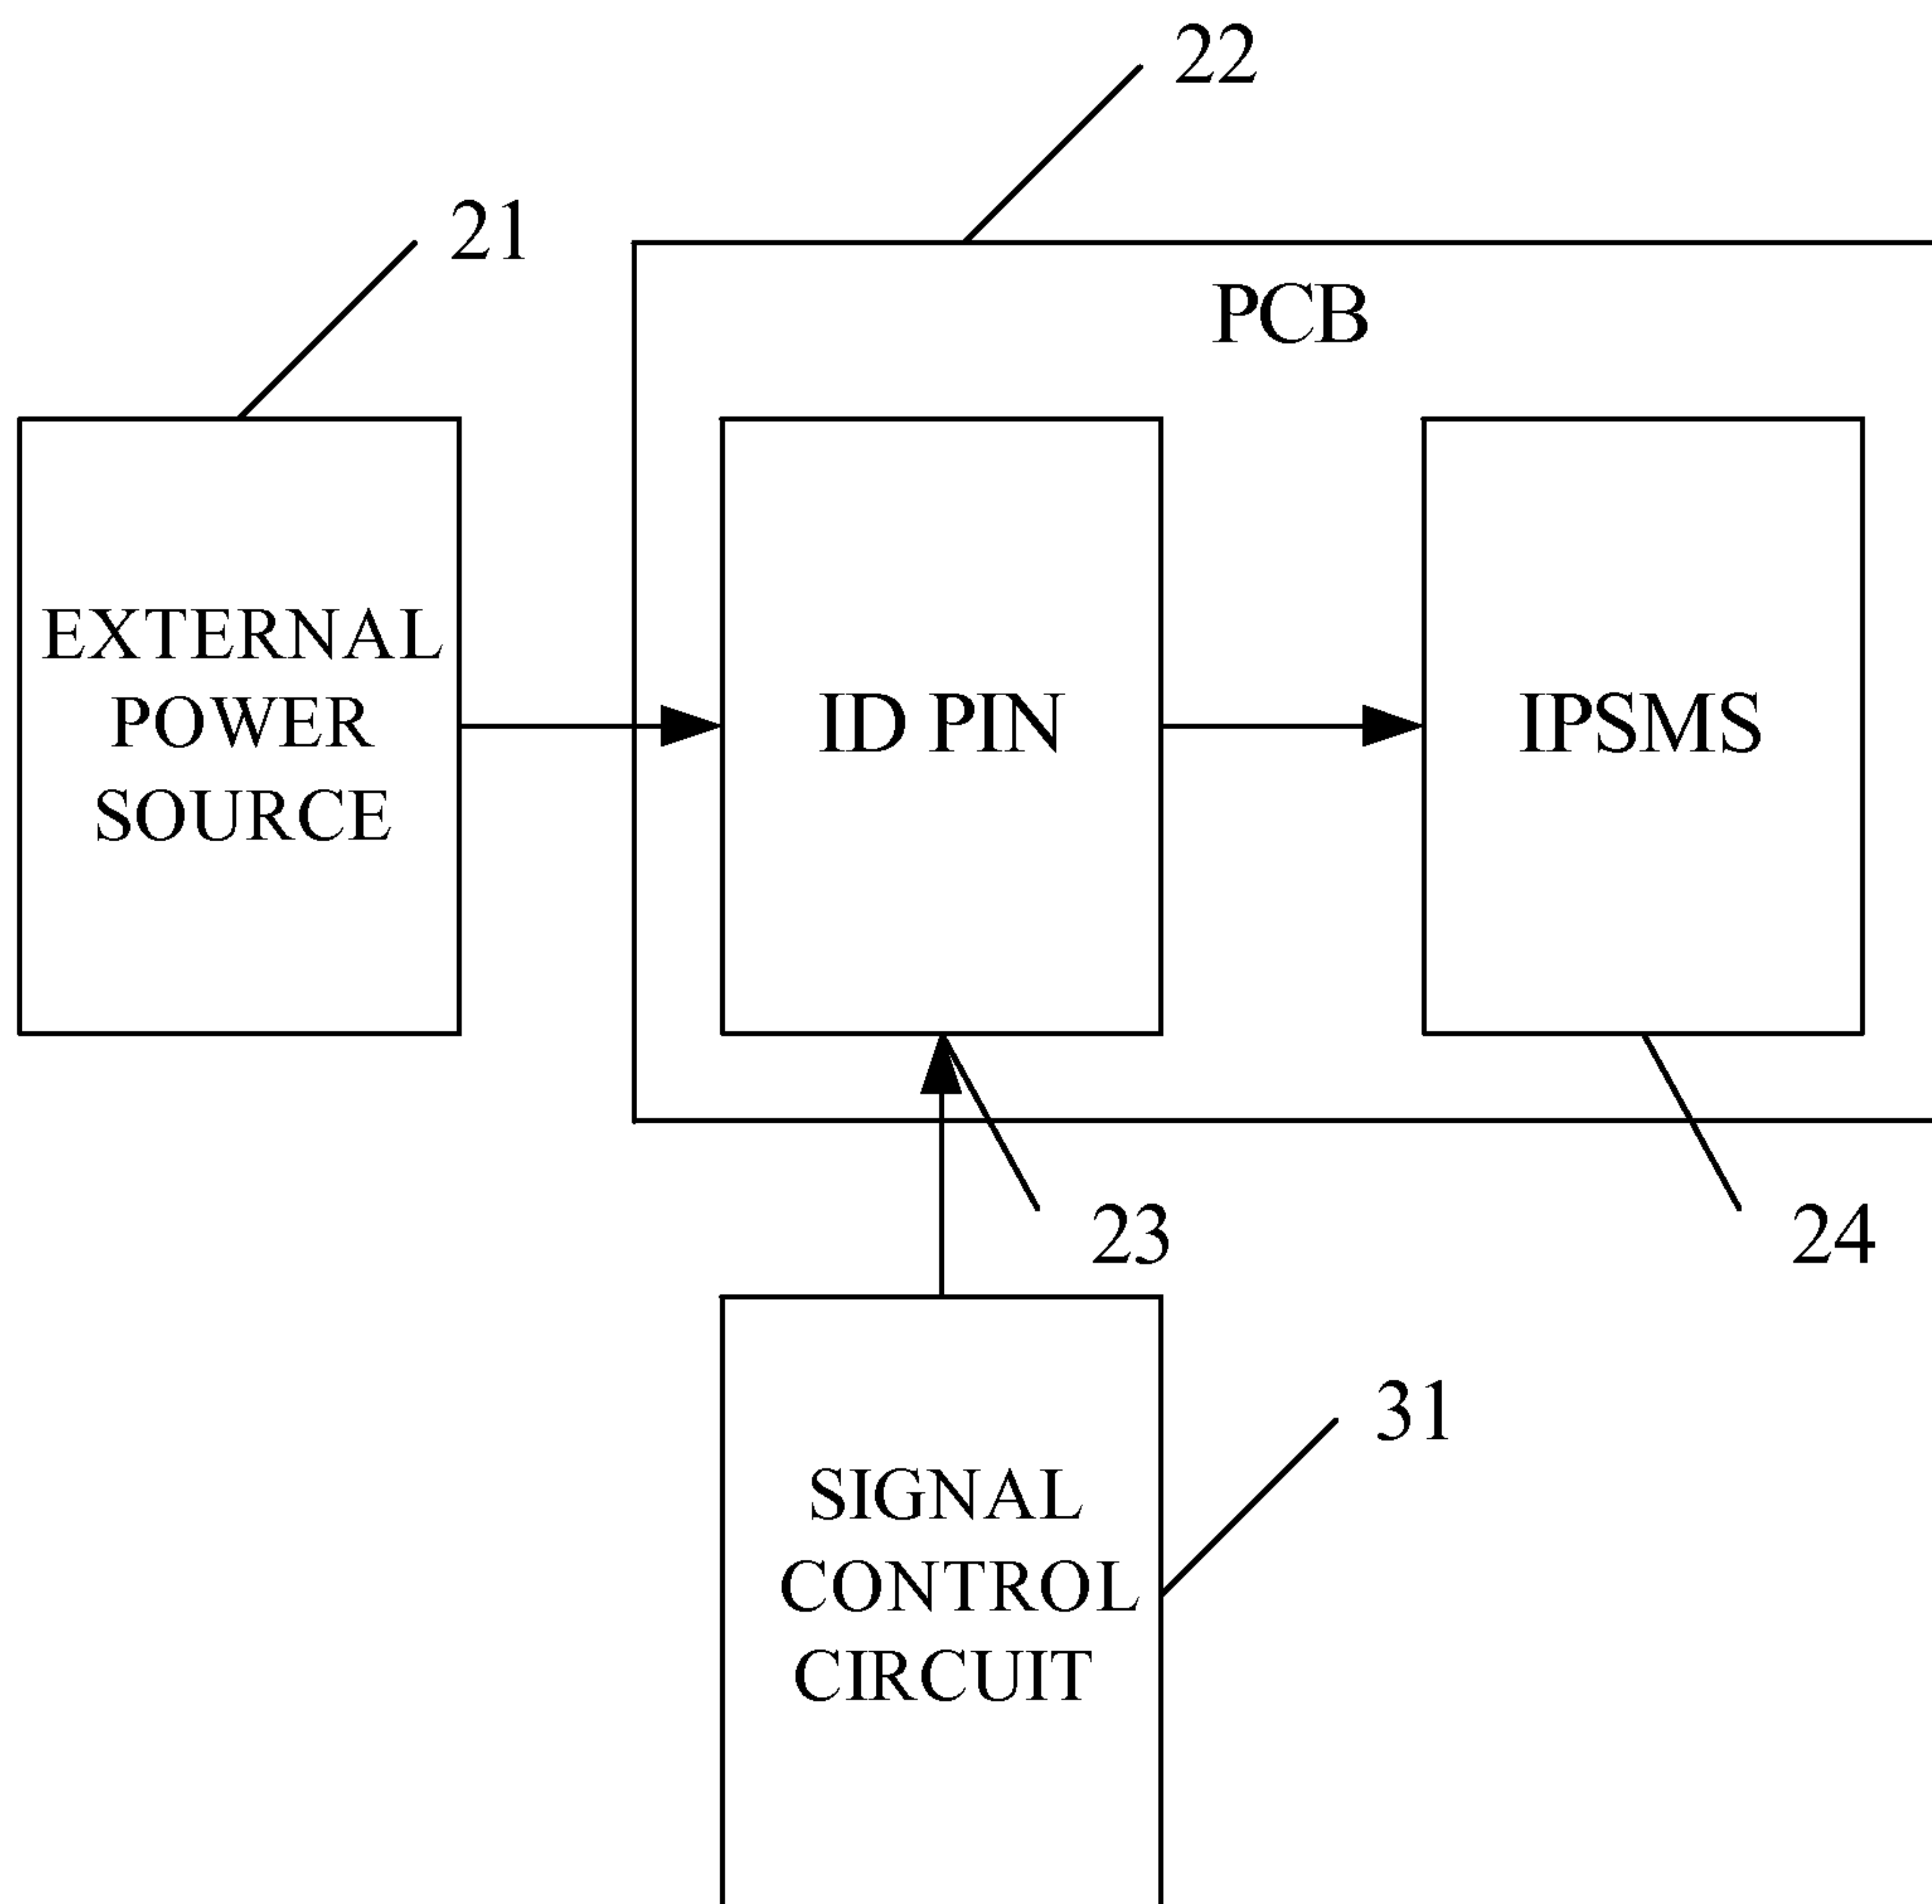 22
21
PCB
EXTERNAL
POWER
SOURCE
ID PIN
IPSMS
23
24
31
SIGNAL
CONTROL
CIRCUIT